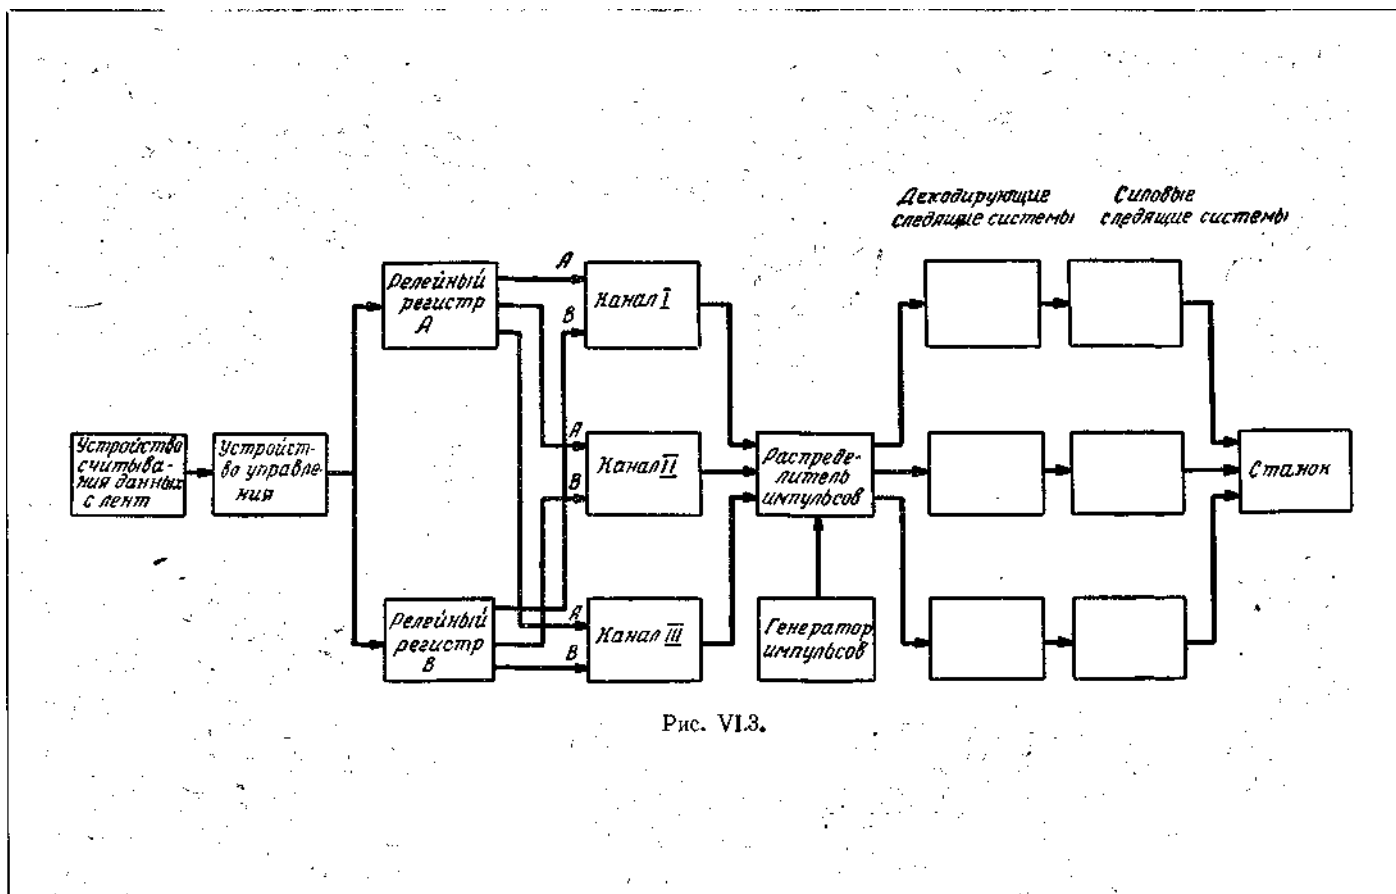 Декодирующие
следящие системы
Силовые
следящие системы
Релейный
регистр
А
А
В
Канал I
Устройство
считыва-
ния данных
с лент
Устройст-
во управле-
ния
А
В
Канал II
Распреде-
литель
импульсов
Станок
Релейный
регистр
В
А
В
Канал III
Генератор
импульсов
Рис. VI.3.